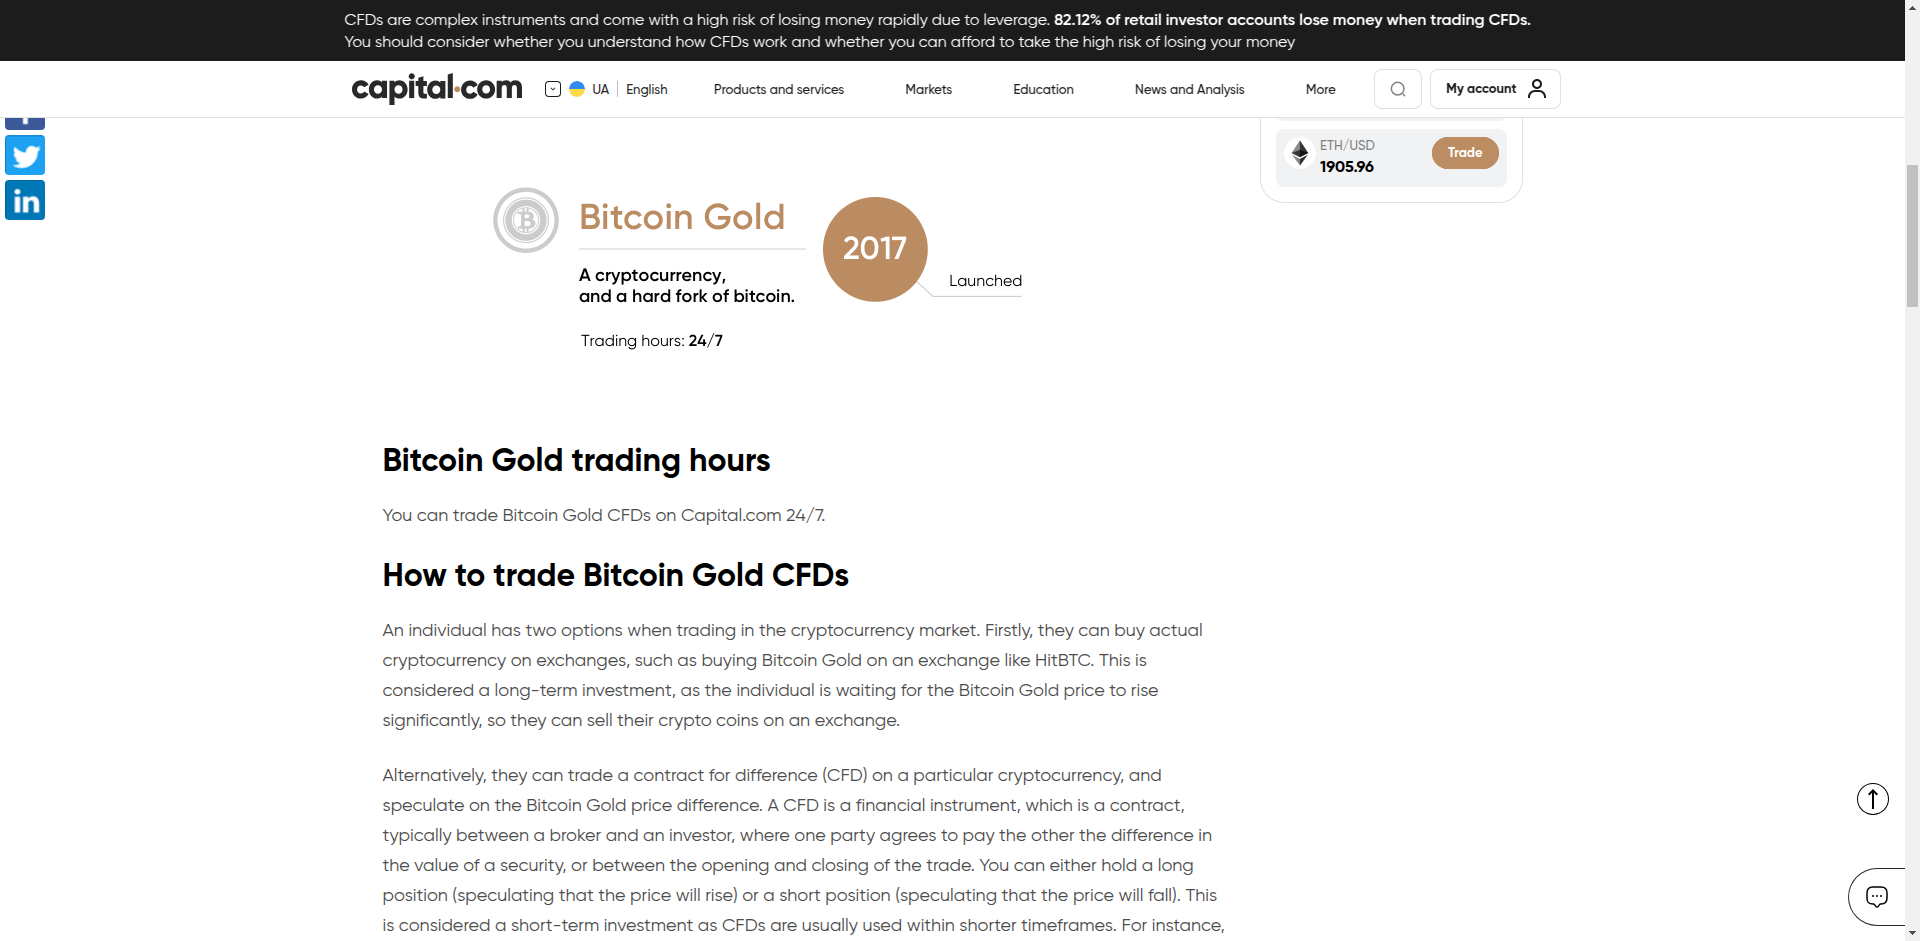 CFDs are complex instruments and come with a high risk of losing money rapidly due to leverage. 82.12% of retail investor accounts lose money when trading CFDs.
You should consider whether you understand how CFDs work and whether you can afford to take the high risk of losing your money
capital.com
UA English
Products and services
Markets
Education
News and Analysis
More
My account
ETH/USD
1905.96
Trade
in
Bitcoin Gold
A cryptocurrency,
and a hard fork of bitcoin.
Trading hours: 24/7
2017
Launched
Bitcoin Gold trading hours
You can trade Bitcoin Gold CFDs on Capital.com 24/7.
How to trade Bitcoin Gold CFDs
An individual has two options when trading in the cryptocurrency market. Firstly, they can buy actual
cryptocurrency on exchanges, such as buying Bitcoin Gold on an exchange like HitBTC. This is
considered a long-term investment, as the individual is waiting for the Bitcoin Gold price to rise
significantly, so they can sell their crypto coins on an exchange.
Alternatively, they can trade a contract for difference (CFD) on a particular cryptocurrency, and
speculate on the Bitcoin Gold price difference. A CFD is a financial instrument, which is a contract,
typically between a broker and an investor, where one party agrees to pay the other the difference in
the value of a security, or between the opening and closing of the trade. You can either hold a long
position (speculating that the price will rise) or a short position (speculating that the price will fall). This
is considered a short-term investment as CFDs are usually used within shorter timeframes. For instance,